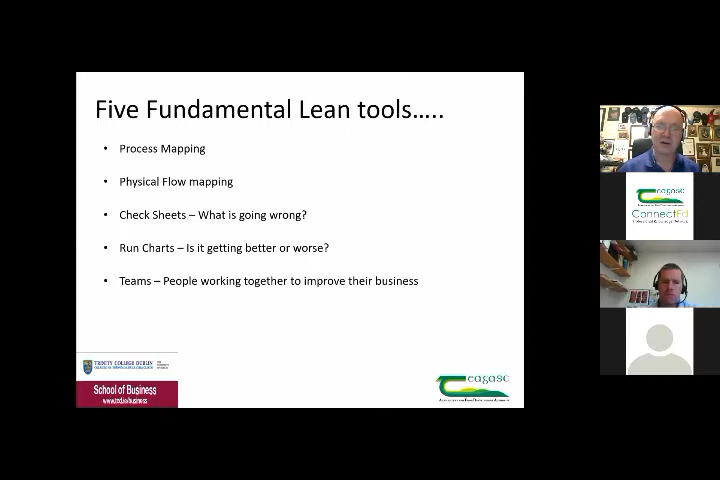 Five Fundamental Lean tools.....
• Process Mapping
• Physical Flow mapping
• Check Sheets – What is going wrong?
• Run Charts – Is it getting better or worse?
• Teams – People working together to improve their business
TRINITY COLLEGE DUBLIN
School of Business
www.tcd.ie/business
teagasc
teagasc
ConnectEd